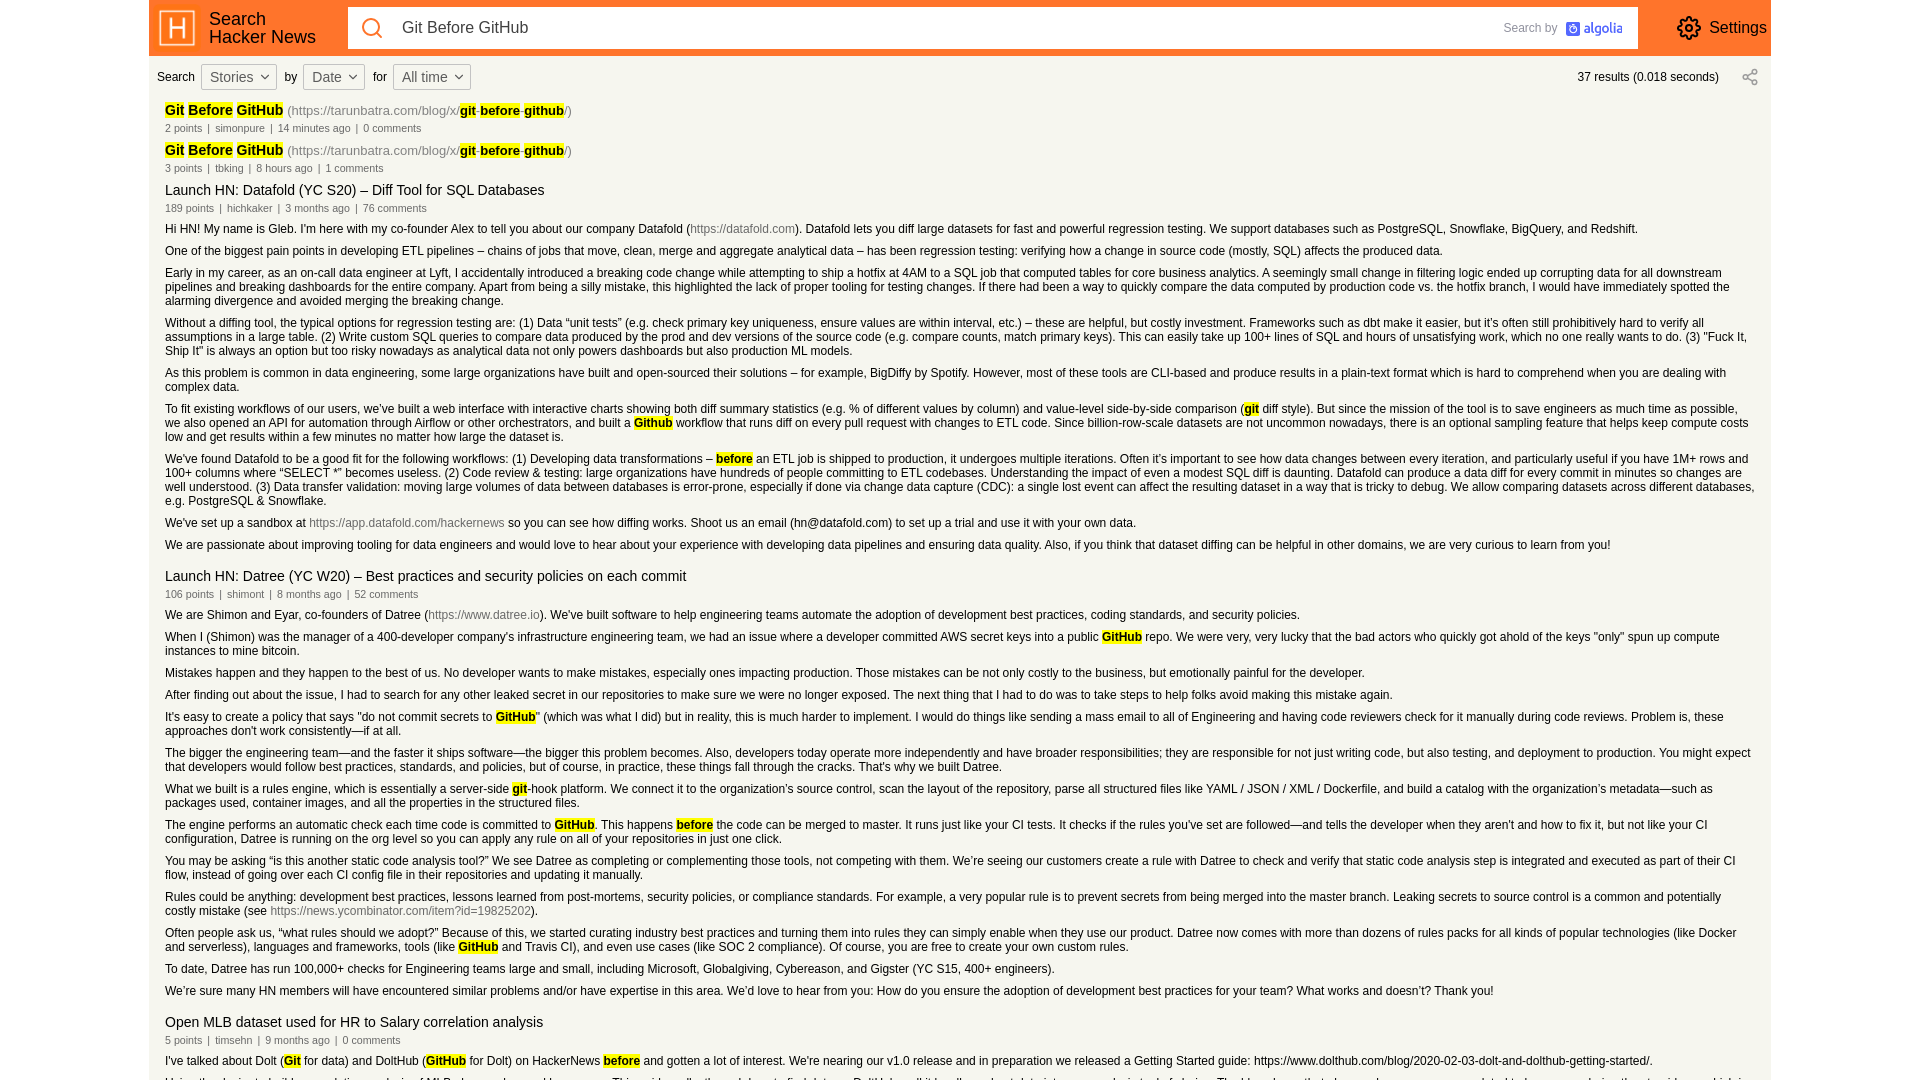 Search
Hacker News
Git Before GitHub
Search by algolia
Settings
Search Stories by Date for All time
37 results (0.018 seconds)
Git Before GitHub (https://tarunbatra.com/blog/x/git-before-github/)
2 points | simonpure | 14 minutes ago | 0 comments
Git Before GitHub (https://tarunbatra.com/blog/x/git-before-github/)
3 points | tbking | 8 hours ago | 1 comments
Launch HN: Datafold (YC S20) – Diff Tool for SQL Databases
189 points | hichkaker | 3 months ago | 76 comments
Hi HN! My name is Gleb. I'm here with my co-founder Alex to tell you about our company Datafold (https://datafold.com). Datafold lets you diff large datasets for fast and powerful regression testing. We support databases such as PostgreSQL, Snowflake, BigQuery, and Redshift.
One of the biggest pain points in developing ETL pipelines – chains of jobs that move, clean, merge and aggregate analytical data – has been regression testing: verifying how a change in source code (mostly, SQL) affects the produced data.
Early in my career, as an on-call data engineer at Lyft, I accidentally introduced a breaking code change while attempting to ship a hotfix at 4AM to a SQL job that computed tables for core business analytics. A seemingly small change in filtering logic ended up corrupting data for all downstream
pipelines and breaking dashboards for the entire company. Apart from being a silly mistake, this highlighted the lack of proper tooling for testing changes. If there had been a way to quickly compare the data computed by production code vs. the hotfix branch, I would have immediately spotted the
alarming divergence and avoided merging the breaking change.
Without a diffing tool, the typical options for regression testing are: (1) Data “unit tests” (e.g. check primary key uniqueness, ensure values are within interval, etc.) – these are helpful, but costly investment. Frameworks such as dbt make it easier, but it’s often still prohibitively hard to verify all
assumptions in a large table. (2) Write custom SQL queries to compare data produced by the prod and dev versions of the source code (e.g. compare counts, match primary keys). This can easily take up 100+ lines of SQL and hours of unsatisfying work, which no one really wants to do. (3) "Fuck It,
Ship It" is always an option but too risky nowadays as analytical data not only powers dashboards but also production ML models.
As this problem is common in data engineering, some large organizations have built and open-sourced their solutions – for example, BigDiffy by Spotify. However, most of these tools are CLI-based and produce results in a plain-text format which is hard to comprehend when you are dealing with
complex data.
To fit existing workflows of our users, we’ve built a web interface with interactive charts showing both diff summary statistics (e.g. % of different values by column) and value-level side-by-side comparison (git diff style). But since the mission of the tool is to save engineers as much time as possible,
we also opened an API for automation through Airflow or other orchestrators, and built a Github workflow that runs diff on every pull request with changes to ETL code. Since billion-row-scale datasets are not uncommon nowadays, there is an optional sampling feature that helps keep compute costs
low and get results within a few minutes no matter how large the dataset is.
We've found Datafold to be a good fit for the following workflows: (1) Developing data transformations – before an ETL job is shipped to production, it undergoes multiple iterations. Often it’s important to see how data changes between every iteration, and particularly useful if you have 1M+ rows and
100+ columns where “SELECT *” becomes useless. (2) Code review & testing: large organizations have hundreds of people committing to ETL codebases. Understanding the impact of even a modest SQL diff is daunting. Datafold can produce a data diff for every commit in minutes so changes are
well understood. (3) Data transfer validation: moving large volumes of data between databases is error-prone, especially if done via change data capture (CDC): a single lost event can affect the resulting dataset in a way that is tricky to debug. We allow comparing datasets across different databases,
e.g. PostgreSQL & Snowflake.
We've set up a sandbox at https://app.datafold.com/hackernews so you can see how diffing works. Shoot us an email (hn@datafold.com) to set up a trial and use it with your own data.
We are passionate about improving tooling for data engineers and would love to hear about your experience with developing data pipelines and ensuring data quality. Also, if you think that dataset diffing can be helpful in other domains, we are very curious to learn from you!
Launch HN: Datree (YC W20) – Best practices and security policies on each commit
106 points | shimont | 8 months ago | 52 comments
We are Shimon and Eyar, co-founders of Datree (https://www.datree.io). We've built software to help engineering teams automate the adoption of development best practices, coding standards, and security policies.
When I (Shimon) was the manager of a 400-developer company's infrastructure engineering team, we had an issue where a developer committed AWS secret keys into a public GitHub repo. We were very, very lucky that the bad actors who quickly got ahold of the keys "only" spun up compute
instances to mine bitcoin.
Mistakes happen and they happen to the best of us. No developer wants to make mistakes, especially ones impacting production. Those mistakes can be not only costly to the business, but emotionally painful for the developer.
After finding out about the issue, I had to search for any other leaked secret in our repositories to make sure we were no longer exposed. The next thing that I had to do was to take steps to help folks avoid making this mistake again.
It's easy to create a policy that says "do not commit secrets to GitHub" (which was what I did) but in reality, this is much harder to implement. I would do things like sending a mass email to all of Engineering and having code reviewers check for it manually during code reviews. Problem is, these
approaches don't work consistently—if at all.
The bigger the engineering team—and the faster it ships software—the bigger this problem becomes. Also, developers today operate more independently and have broader responsibilities; they are responsible for not just writing code, but also testing, and deployment to production. You might expect
that developers would follow best practices, standards, and policies, but of course, in practice, these things fall through the cracks. That's why we built Datree.
What we built is a rules engine, which is essentially a server-side git-hook platform. We connect it to the organization’s source control, scan the layout of the repository, parse all structured files like YAML / JSON / XML / Dockerfile, and build a catalog with the organization’s metadata—such as
packages used, container images, and all the properties in the structured files.
The engine performs an automatic check each time code is committed to GitHub. This happens before the code can be merged to master. It runs just like your CI tests. It checks if the rules you've set are followed—and tells the developer when they aren't and how to fix it, but not like your CI
configuration, Datree is running on the org level so you can apply any rule on all of your repositories in just one click.
You may be asking “is this another static code analysis tool?” We see Datree as completing or complementing those tools, not competing with them. We’re seeing our customers create a rule with Datree to check and verify that static code analysis step is integrated and executed as part of their CI
flow, instead of going over each CI config file in their repositories and updating it manually.
Rules could be anything: development best practices, lessons learned from post-mortems, security policies, or compliance standards. For example, a very popular rule is to prevent secrets from being merged into the master branch. Leaking secrets to source control is a common and potentially
costly mistake (see https://news.ycombinator.com/item?id=19825202).
Often people ask us, “what rules should we adopt?” Because of this, we started curating industry best practices and turning them into rules they can simply enable when they use our product. Datree now comes with more than dozens of rules packs for all kinds of popular technologies (like Docker
and serverless), languages and frameworks, tools (like GitHub and Travis CI), and even use cases (like SOC 2 compliance). Of course, you are free to create your own custom rules.
To date, Datree has run 100,000+ checks for Engineering teams large and small, including Microsoft, Globalgiving, Cybereason, and Gigster (YC S15, 400+ engineers).
We’re sure many HN members will have encountered similar problems and/or have expertise in this area. We’d love to hear from you: How do you ensure the adoption of development best practices for your team? What works and doesn’t? Thank you!
Open MLB dataset used for HR to Salary correlation analysis
5 points | timsehn | 9 months ago | 0 comments
I've talked about Dolt (Git for data) and DoltHub (GitHub for Dolt) on HackerNews before and gotten a lot of interest. We're nearing our v1.0 release and in preparation we released a Getting Started guide: https://www.dolthub.com/blog/2020-02-03-dolt-and-dolthub-getting-started/.